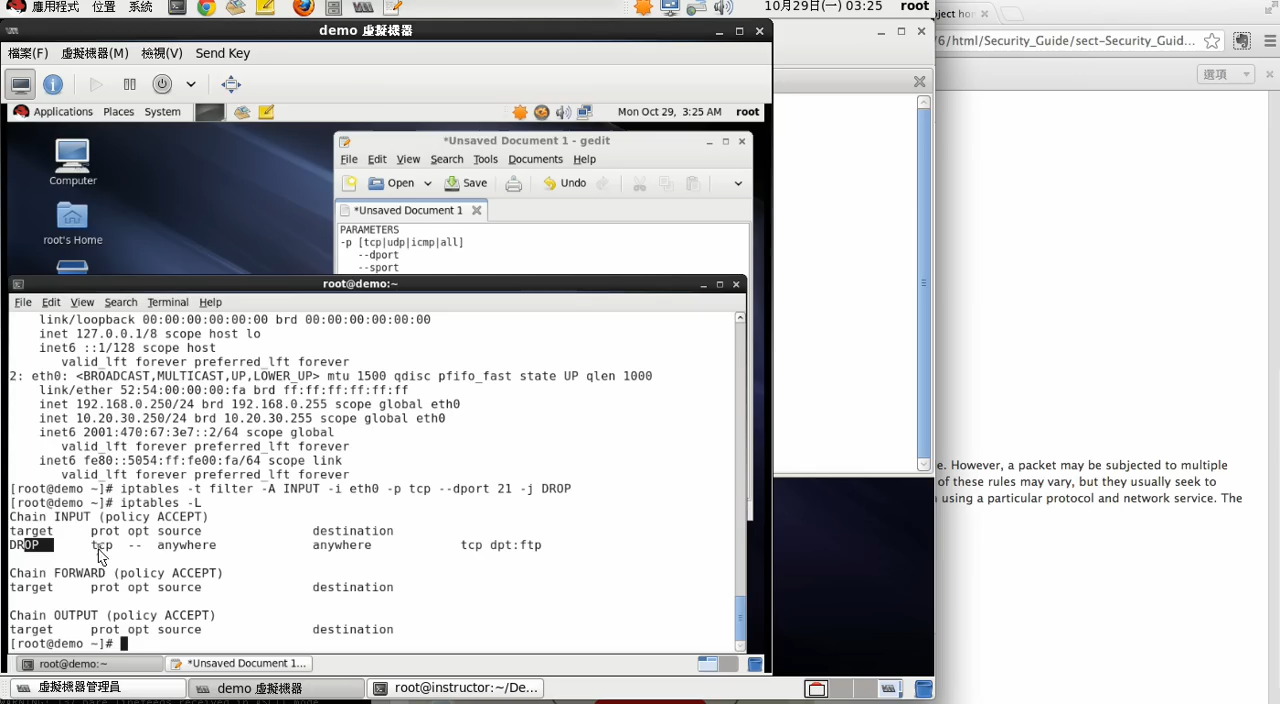 應用程式 位置 系統 10月29日(一) 03:25 root
demo 虛擬機器
檔案(F) 虛擬機器(M) 檢視(V) Send Key
Applications Places System Mon Oct 29, 3:25 AM root
Computer
root's Home
*Unsaved Document 1 - gedit
File Edit View Search Tools Documents Help
Open Save Undo
*Unsaved Document 1
PARAMETERS
-p [tcp|udp|icmp|all]
--dport
--sport
root@demo:~
File Edit View Search Terminal Help
link/loopback 00:00:00:00:00:00 brd 00:00:00:00:00:00
inet 127.0.0.1/8 scope host lo
inet6 ::1/128 scope host
valid_lft forever preferred_lft forever
2: eth0: <BROADCAST,MULTICAST,UP,LOWER_UP> mtu 1500 qdisc pfifo_fast state UP qlen 1000
link/ether 52:54:00:00:00:fa brd ff:ff:ff:ff:ff:ff
inet 192.168.0.250/24 brd 192.168.0.255 scope global eth0
inet 10.20.30.250/24 brd 10.20.30.255 scope global eth0
inet6 2001:470:67:3e7::2/64 scope global
valid_lft forever preferred_lft forever
inet6 fe80::5054:ff:fe00:fa/64 scope link
valid_lft forever preferred_lft forever
[root@demo ~]# iptables -t filter -A INPUT -i eth0 -p tcp --dport 21 -j DROP
[root@demo ~]# iptables -L
Chain INPUT (policy ACCEPT)
target prot opt source destination
DROP tcp -- anywhere anywhere tcp dpt:ftp
Chain FORWARD (policy ACCEPT)
target prot opt source destination
Chain OUTPUT (policy ACCEPT)
target prot opt source destination
[root@demo ~]#
root@demo:~ *Unsaved Document 1...
虛擬機器管理員 demo 虛擬機器 root@instructor:~/De...
ject hom
6/html/Security_Guide/sect-Security_Guid...
選項
e. However, a packet may be subjected to multiple
of these rules may vary, but they usually seek to
using a particular protocol and network service. The